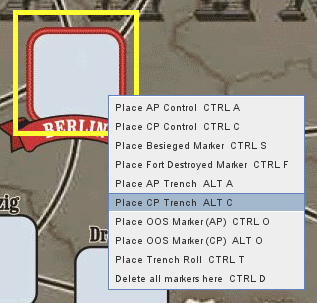 BERLIN
Place AP Control CTRL A
Place CP Control CTRL C
Place Besieged Marker CTRL S
Place Fort Destroyed Marker CTRL F
Place AP Trench ALT A
Place CP Trench ALT C
Place OOS Marker (AP) CTRL O
Place OOS Marker (CP) ALT O
Place Trench Roll CTRL T
Delete all markers here CTRL D
zig
Dr